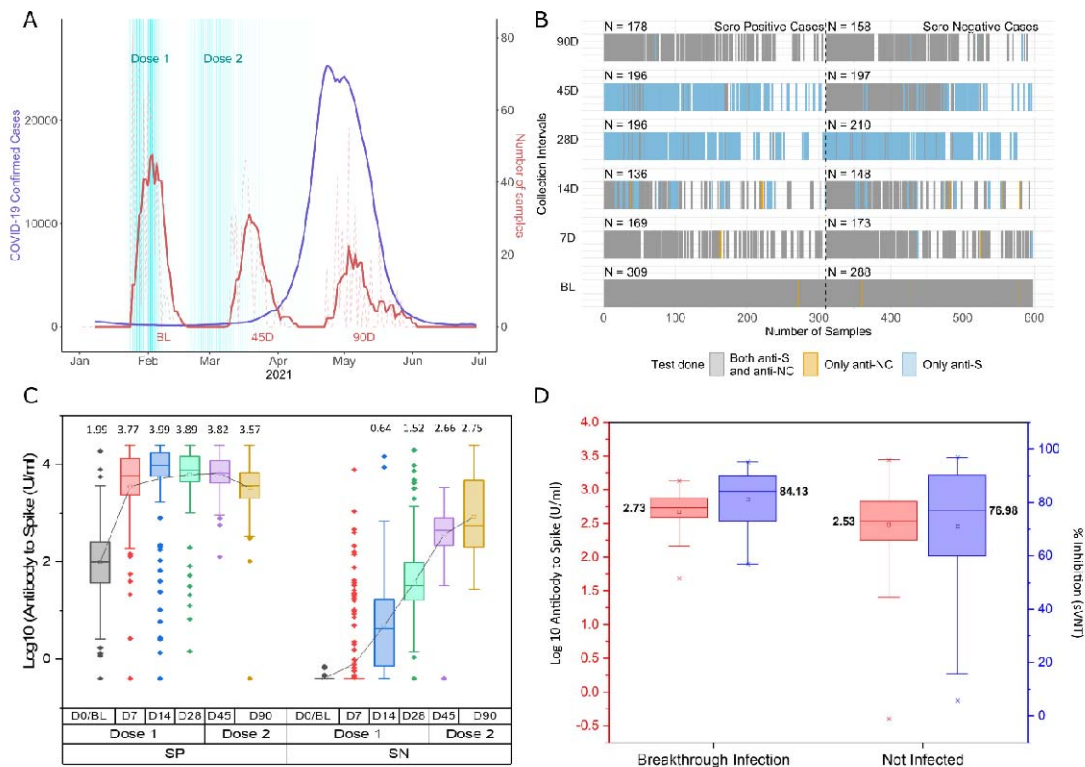 A
Dose 1
Dose 2
COVID-19 Confirmed Cases
20000
10000
0
Number of samples
80
60
40
20
0
BL
45D
90D
Jan
Feb
Mar
Apr
May
Jun
Jul
2021
B
Collection Intervals
N = 178
Sero Positive Cases
N = 158
Sero Negative Cases
90D
N = 196
N = 197
45D
N = 196
N = 210
28D
N = 136
N = 148
14D
N = 169
N = 173
7D
N = 309
N = 288
BL
0
100
200
300
400
500
600
Number of Samples
Test done
Both anti-S
and anti-NC
Only anti-NC
Only anti-S
C
Log10 (Antibody to Spike (U/ml)
4
2
0
1.99
3.77
3.99
3.89
3.82
3.57
0.64
1.52
2.66
2.75
D0/BL
D7
D14
D28
D45
D90
D0/BL
D7
D14
D28
D45
D90
Dose 1
Dose 2
Dose 1
Dose 2
SP
SN
D
Log10 Antibody to Spike (U/ml)
4.0
3.5
3.0
2.5
2.0
1.5
1.0
0.5
0.0
-0.5
2.73
84.13
2.53
76.98
100
80
60
40
20
0
% Inhibition (sVNT)
Breakthrough Infection
Not Infected